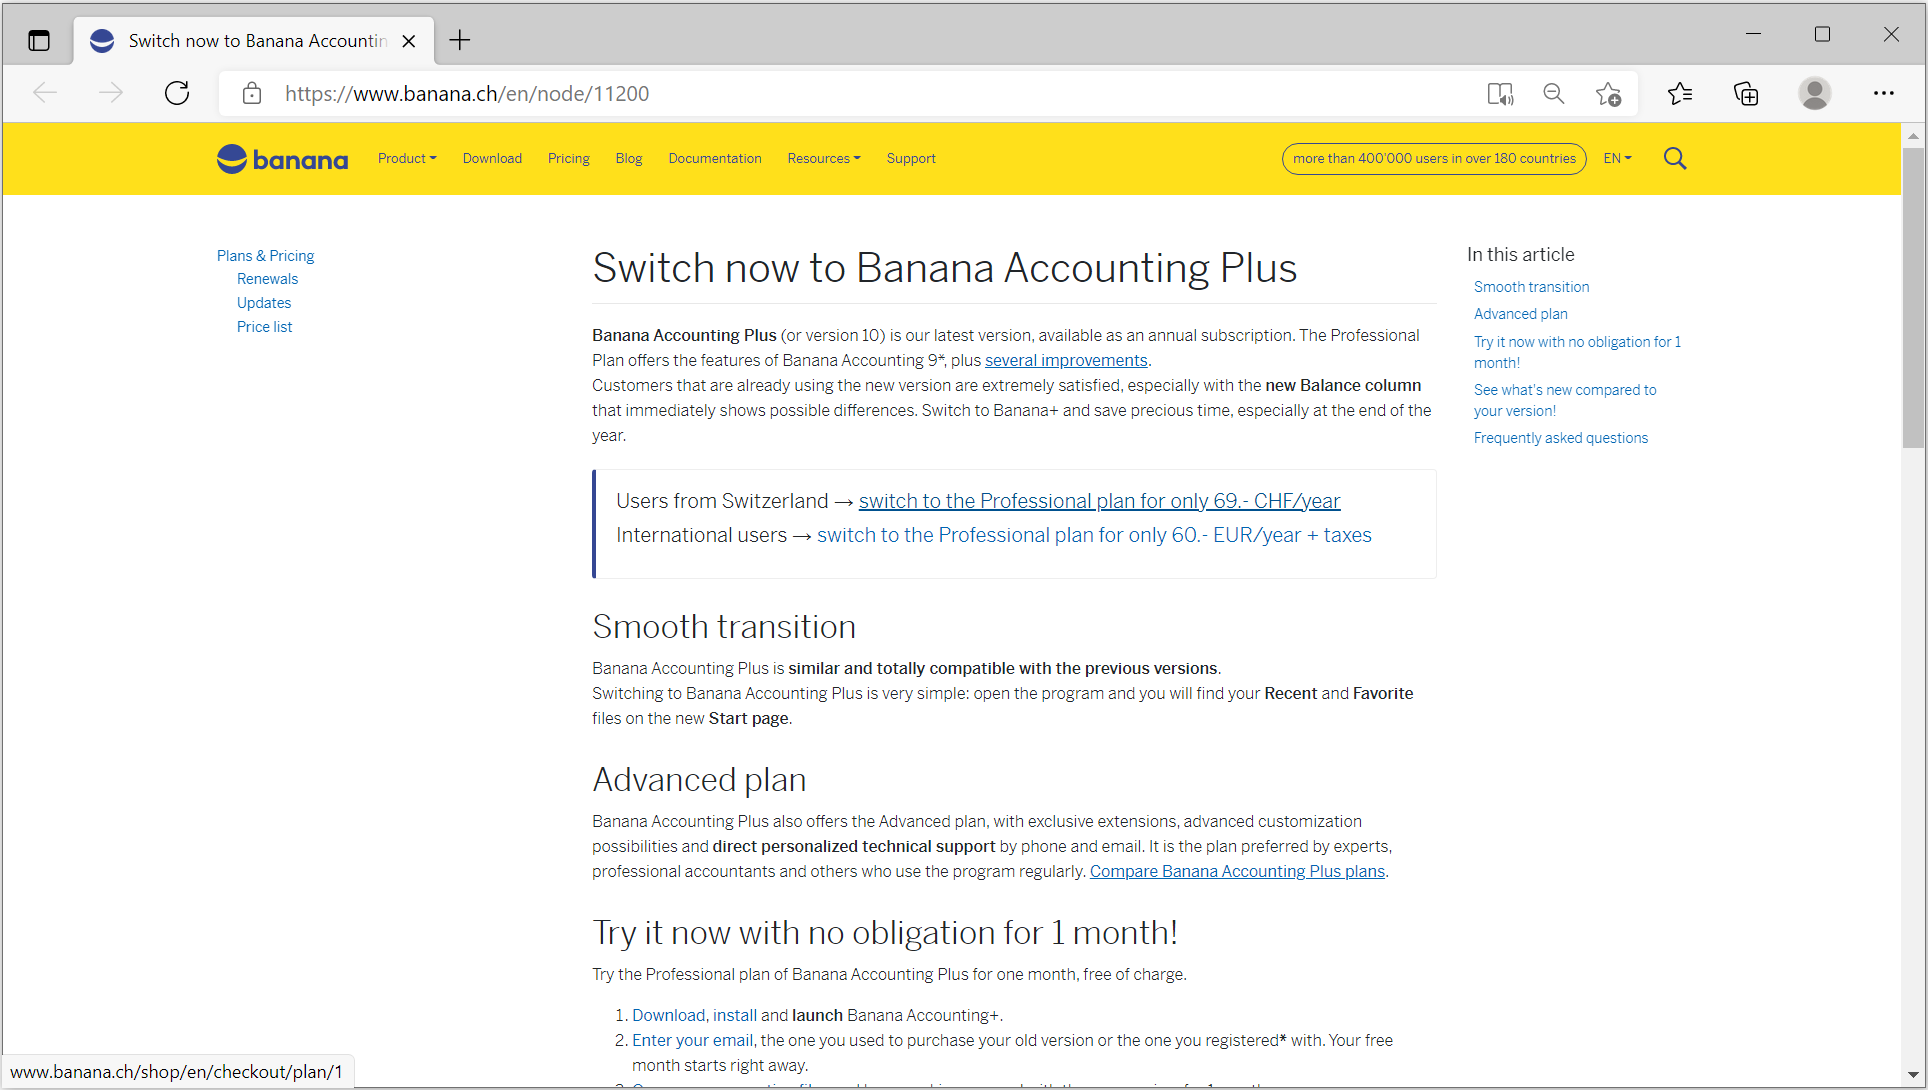 Switch now to Banana Accountin
https://www.banana.ch/en/node/11200
banana
Product
Download
Pricing
Blog
Documentation
Resources
Support
more than 400'000 users in over 180 countries
EN
Plans & Pricing
Renewals
Updates
Price list
Switch now to Banana Accounting Plus
Banana Accounting Plus (or version 10) is our latest version, available as an annual subscription. The Professional
Plan offers the features of Banana Accounting 9*, plus several improvements.
Customers that are already using the new version are extremely satisfied, especially with the new Balance column
that immediately shows possible differences. Switch to Banana+ and save precious time, especially at the end of the
year.
Users from Switzerland → switch to the Professional plan for only 69.- CHF/year
International users → switch to the Professional plan for only 60.- EUR/year + taxes
Smooth transition
Banana Accounting Plus is similar and totally compatible with the previous versions.
Switching to Banana Accounting Plus is very simple: open the program and you will find your Recent and Favorite
files on the new Start page.
Advanced plan
Banana Accounting Plus also offers the Advanced plan, with exclusive extensions, advanced customization
possibilities and direct personalized technical support by phone and email. It is the plan preferred by experts,
professional accountants and others who use the program regularly. Compare Banana Accounting Plus plans.
Try it now with no obligation for 1 month!
Try the Professional plan of Banana Accounting Plus for one month, free of charge.
1. Download, install and launch Banana Accounting+.
2. Enter your email, the one you used to purchase your old version or the one you registered* with. Your free
month starts right away.
In this article
Smooth transition
Advanced plan
Try it now with no obligation for 1
month!
See what's new compared to
your version!
Frequently asked questions
www.banana.ch/shop/en/checkout/plan/1